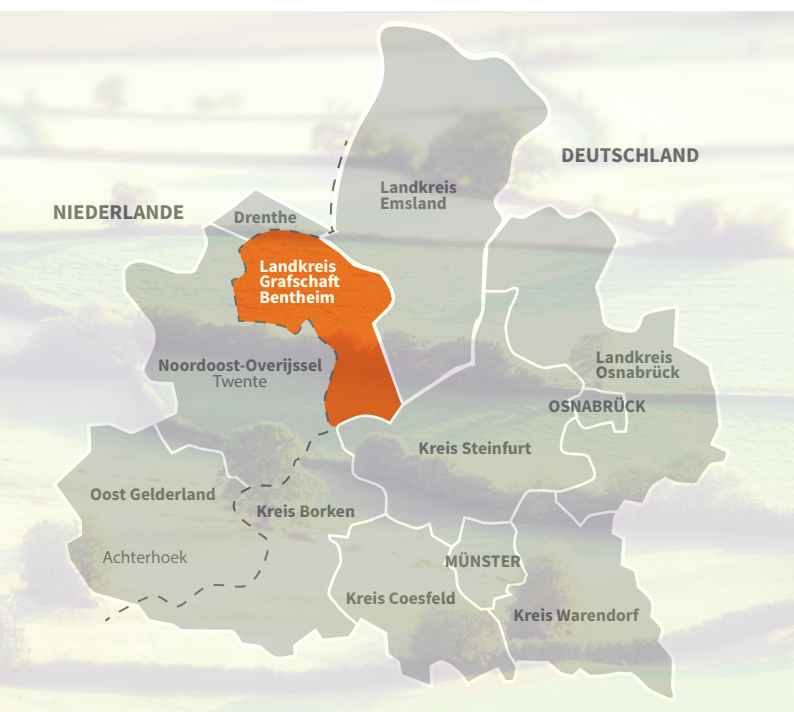 DEUTSCHLAND
Landkreis
Emsland
NIEDERLANDE
Drenthe
Landkreis
Grafschaft
Bentheim
Noordoost-Overijssel
Twente
Landkreis
Osnabrück
OSNABRÜCK
Kreis Steinfurt
Oost Gelderland
Kreis Borken
Achterhoek
MÜNSTER
Kreis Coesfeld
Kreis Warendorf